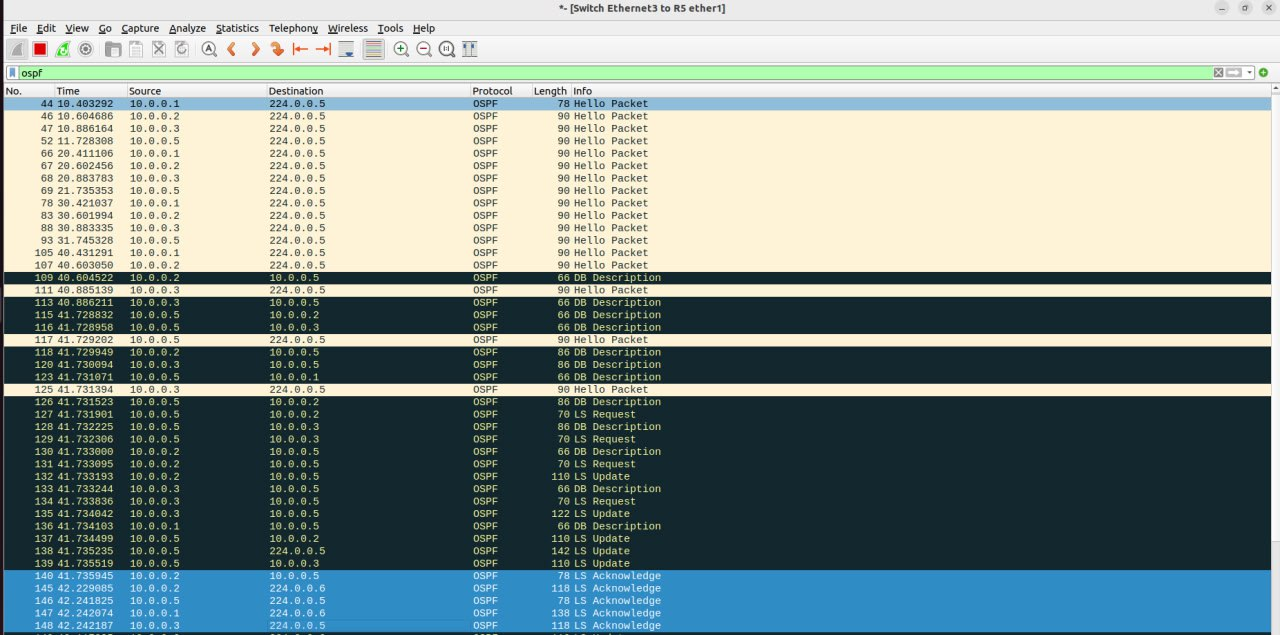 *- [Switch Ethernet3 to R5 ether1]
File Edit View Go Capture Analyze Statistics Telephony Wireless Tools Help
ospf
No. Time Source Destination Protocol Length Info
44 10.403292 10.0.0.1 224.0.0.5 OSPF 78 Hello Packet
46 10.604686 10.0.0.2 224.0.0.5 OSPF 90 Hello Packet
47 10.886164 10.0.0.3 224.0.0.5 OSPF 90 Hello Packet
52 11.728308 10.0.0.5 224.0.0.5 OSPF 90 Hello Packet
66 20.411106 10.0.0.1 224.0.0.5 OSPF 90 Hello Packet
67 20.602456 10.0.0.2 224.0.0.5 OSPF 90 Hello Packet
68 20.883783 10.0.0.3 224.0.0.5 OSPF 90 Hello Packet
69 21.735353 10.0.0.5 224.0.0.5 OSPF 90 Hello Packet
78 30.421037 10.0.0.1 224.0.0.5 OSPF 90 Hello Packet
83 30.601994 10.0.0.2 224.0.0.5 OSPF 90 Hello Packet
88 30.883335 10.0.0.3 224.0.0.5 OSPF 90 Hello Packet
93 31.745328 10.0.0.5 224.0.0.5 OSPF 90 Hello Packet
105 40.431291 10.0.0.1 224.0.0.5 OSPF 90 Hello Packet
107 40.603050 10.0.0.2 224.0.0.5 OSPF 90 Hello Packet
109 40.604522 10.0.0.2 10.0.0.5 OSPF 66 DB Description
111 40.885139 10.0.0.3 224.0.0.5 OSPF 90 Hello Packet
113 40.886211 10.0.0.3 10.0.0.5 OSPF 66 DB Description
115 41.728832 10.0.0.5 10.0.0.2 OSPF 66 DB Description
116 41.728958 10.0.0.5 10.0.0.3 OSPF 66 DB Description
117 41.729202 10.0.0.5 224.0.0.5 OSPF 90 Hello Packet
118 41.729949 10.0.0.2 10.0.0.5 OSPF 86 DB Description
120 41.730094 10.0.0.3 10.0.0.5 OSPF 86 DB Description
123 41.731071 10.0.0.5 10.0.0.1 OSPF 66 DB Description
125 41.731394 10.0.0.3 224.0.0.5 OSPF 90 Hello Packet
126 41.731523 10.0.0.5 10.0.0.2 OSPF 86 DB Description
127 41.731901 10.0.0.5 10.0.0.2 OSPF 70 LS Request
128 41.732225 10.0.0.5 10.0.0.3 OSPF 86 DB Description
129 41.732306 10.0.0.5 10.0.0.3 OSPF 70 LS Request
130 41.733000 10.0.0.2 10.0.0.5 OSPF 66 DB Description
131 41.733095 10.0.0.2 10.0.0.5 OSPF 70 LS Request
132 41.733193 10.0.0.2 10.0.0.5 OSPF 110 LS Update
133 41.733244 10.0.0.3 10.0.0.5 OSPF 66 DB Description
134 41.733836 10.0.0.3 10.0.0.5 OSPF 70 LS Request
135 41.734042 10.0.0.3 10.0.0.5 OSPF 122 LS Update
136 41.734103 10.0.0.1 10.0.0.5 OSPF 66 DB Description
137 41.734499 10.0.0.5 10.0.0.2 OSPF 110 LS Update
138 41.735235 10.0.0.5 224.0.0.5 OSPF 142 LS Update
139 41.735519 10.0.0.5 10.0.0.3 OSPF 110 LS Update
140 41.735945 10.0.0.2 10.0.0.5 OSPF 78 LS Acknowledge
145 42.229085 10.0.0.2 224.0.0.6 OSPF 118 LS Acknowledge
146 42.241825 10.0.0.5 224.0.0.5 OSPF 78 LS Acknowledge
147 42.242074 10.0.0.1 224.0.0.6 OSPF 138 LS Acknowledge
148 42.242187 10.0.0.3 224.0.0.5 OSPF 118 LS Acknowledge